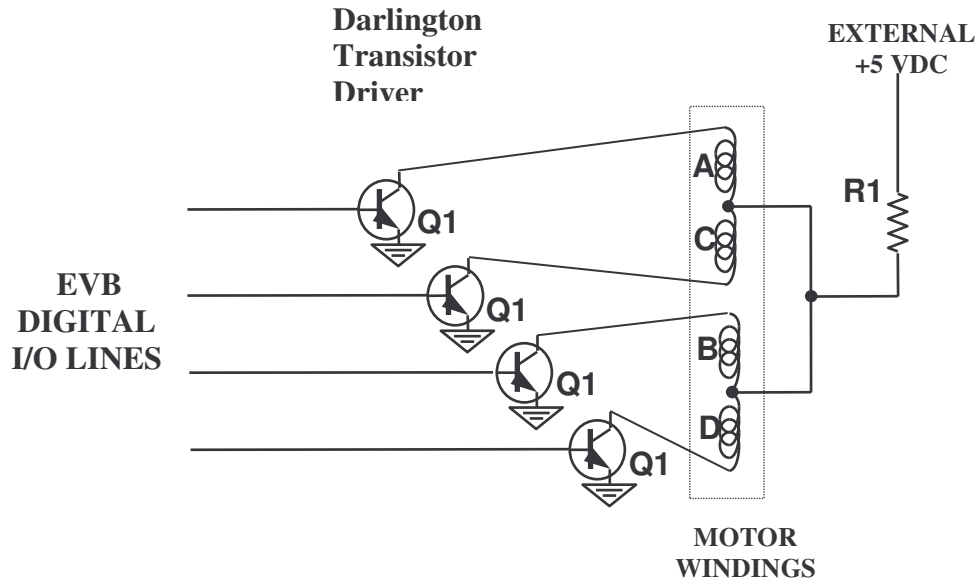 Darlington
Transistor
Driver
EXTERNAL
+5 VDC
A
R1
Q1
C
EVB
DIGITAL
I/O LINES
Q1
B
Q1
D
Q1
MOTOR
WINDINGS